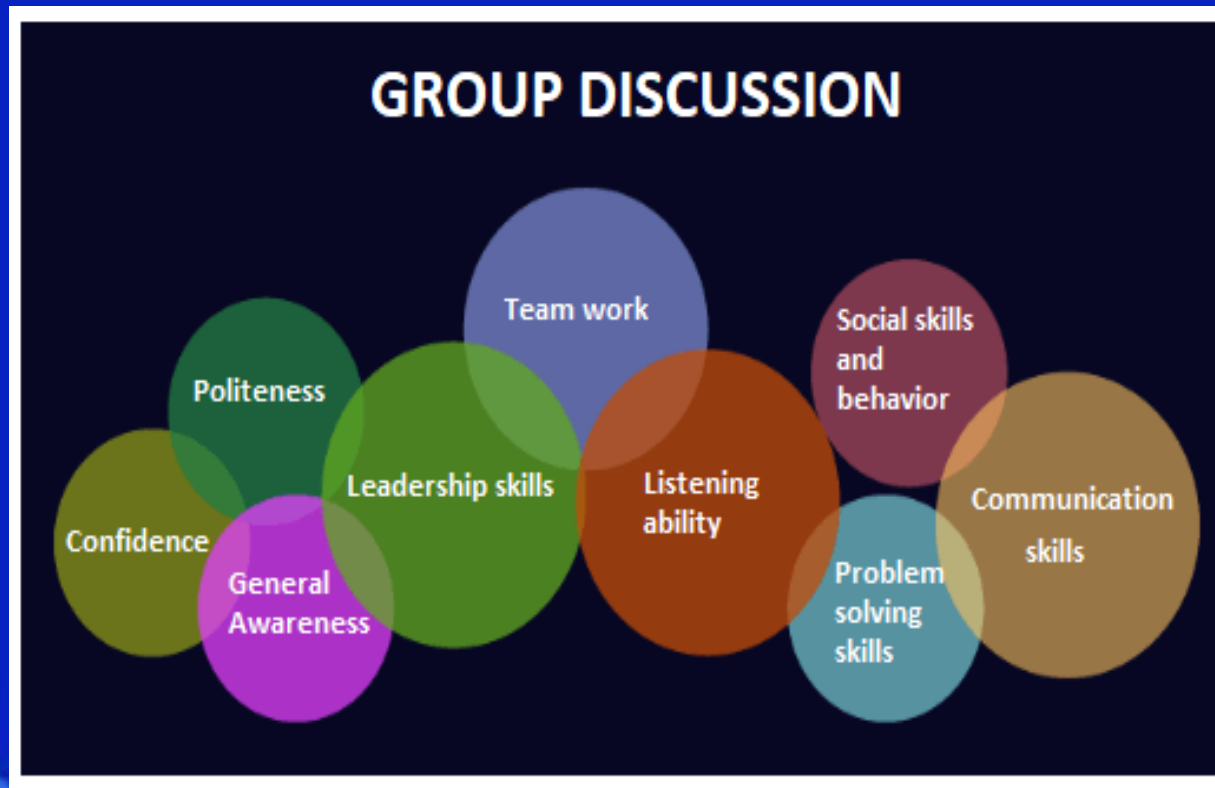 GROUP DISCUSSION
Team work
Social skills
and
behavior
Politeness
Leadership skills
Listening
ability
Communication
skills
Confidence
General
Awareness
Problem
solving
skills